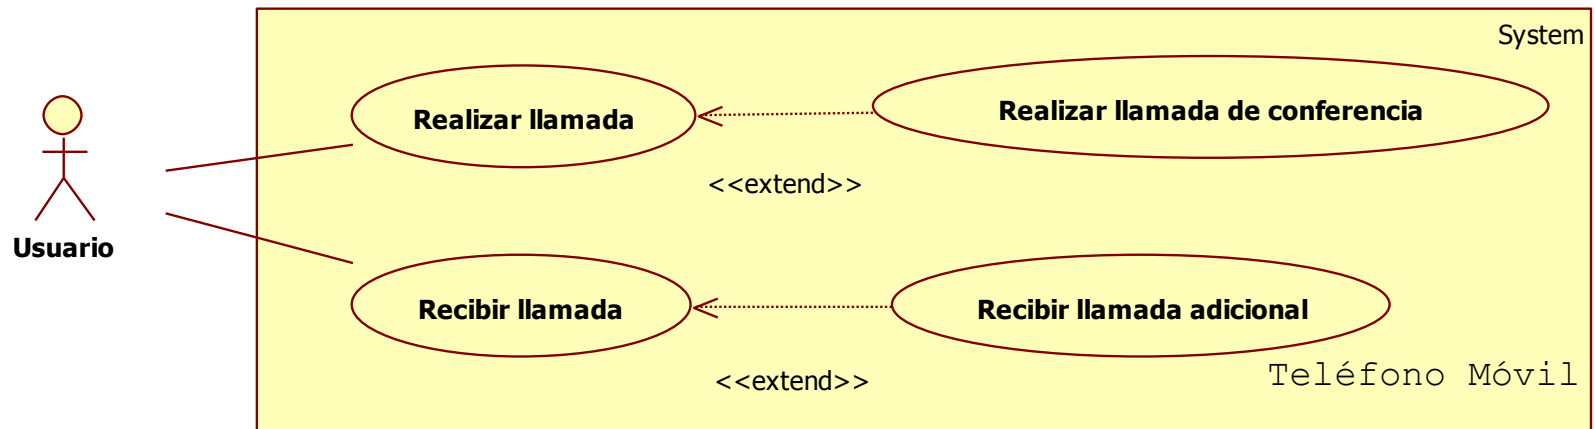 System
Realizar llamada
Realizar llamada de conferencia
<<extend>>
Usuario
Recibir llamada
Recibir llamada adicional
<<extend>>
Teléfono Móvil